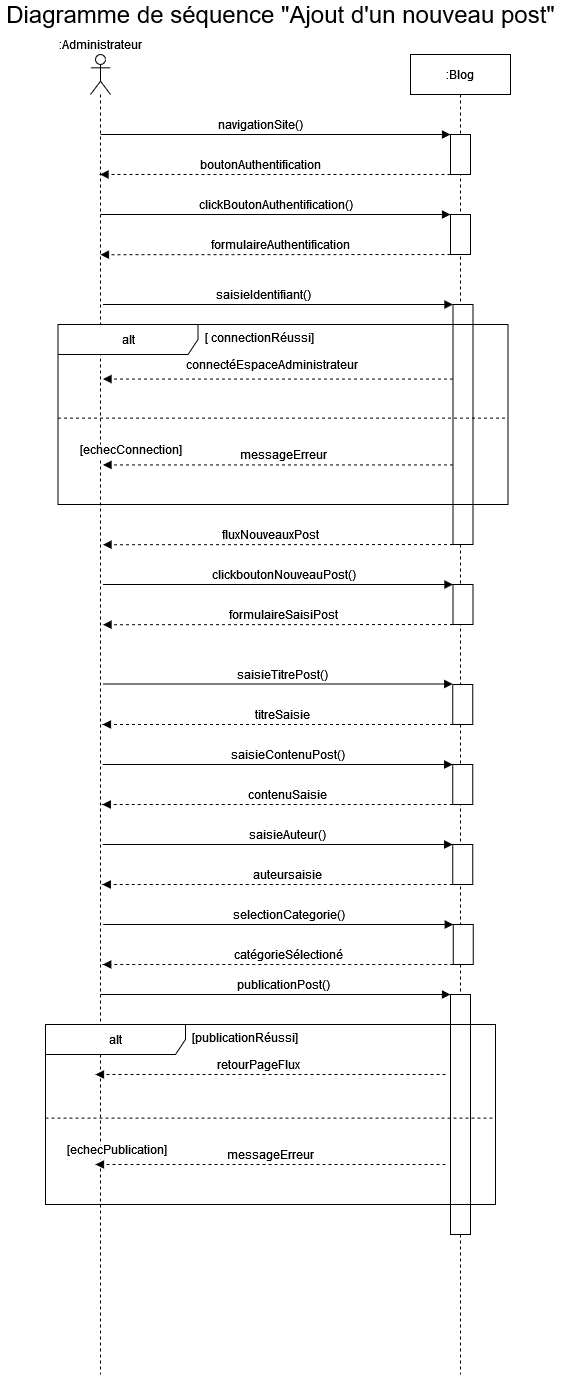 Diagramme de séquence "Ajout d'un nouveau post"
:Administrateur
:Blog
navigationSite()
boutonAuthentification
clickBoutonAuthentification()
formulaireAuthentification
saisieIdentifiant()
alt
[ connectionRéussi]
connectéEspaceAdministrateur
[echecConnection]
messageErreur
fluxNouveauxPost
clickboutonNouveauPost()
formulaireSaisiPost
saisieTitrePost()
titreSaisie
saisieContenuPost()
contenuSaisie
saisieAuteur()
auteursaisie
selectionCategorie()
catégorieSélectioné
publicationPost()
alt
[publicationRéussi]
retourPageFlux
[echecPublication]
messageErreur